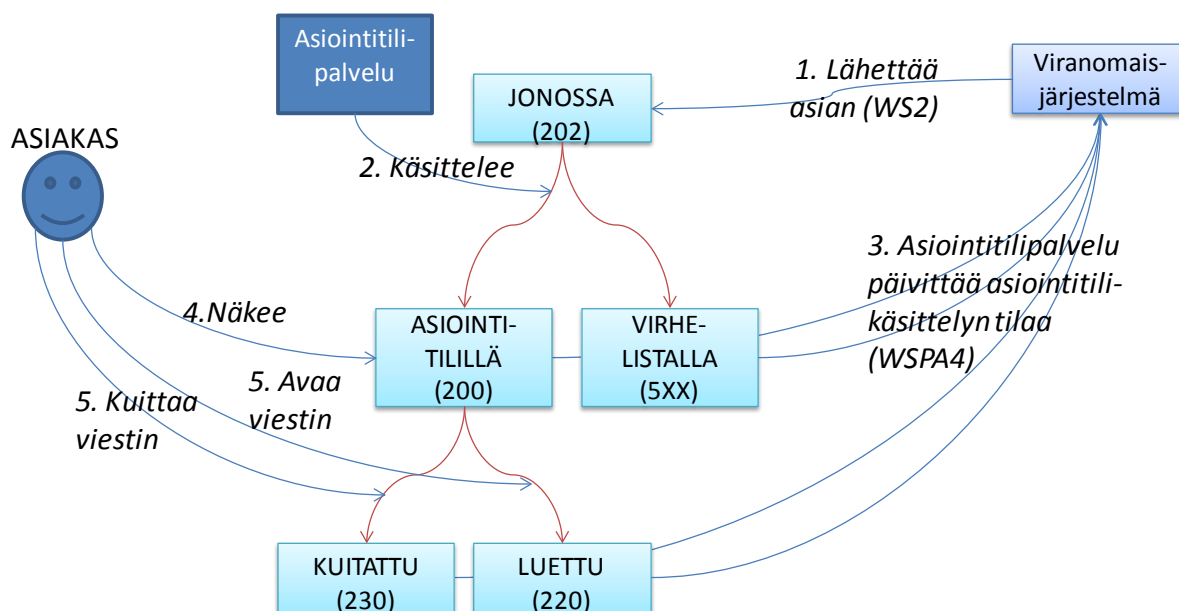 Asiointitili-
palvelu
1. Lähettää
asian (WS2)
Viranomais-
järjestelmä
JONOSSA
(202)
ASIAKAS
2. Käsittelee
3. Asiointitilipalvelu
päivittää asiointitili-
käsittelyn tilaa
(WSPA4)
4.Näkee
ASIOINTI-
TILILLÄ
(200)
VIRHE-
LISTALLA
(5XX)
5. Avaa
viestin
5. Kuittaa
viestin
KUITATTU
(230)
LUETTU
(220)